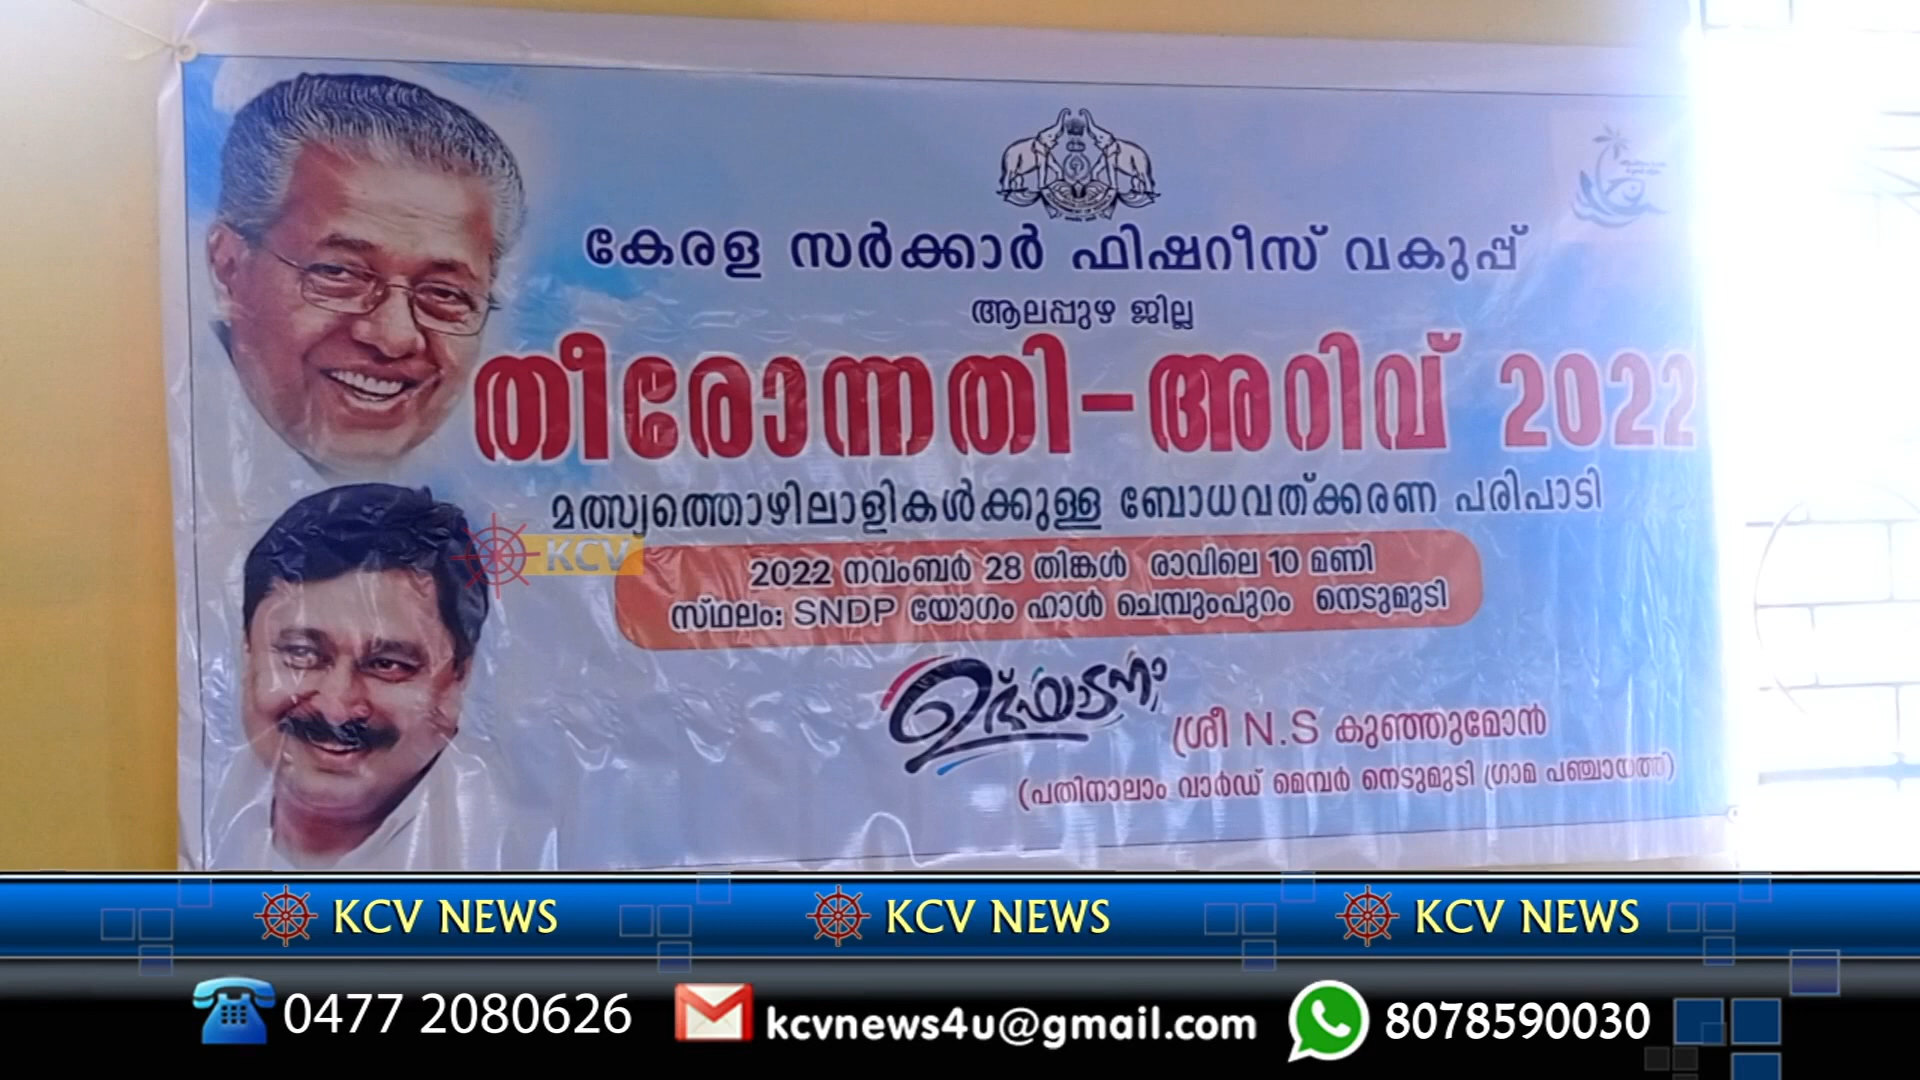 കേരള സർക്കാർ ഫിഷറീസ് വകുപ്പ്
ആലപ്പുഴ ജില്ല
തീരോന്നതി-അറിവ് 2022
മത്സ്യത്തൊഴിലാളികൾക്കുള്ള ബോധവത്ക്കരണ പരിപാടി
KCV
2022 നവംബർ 28 തിങ്കൾ രാവിലെ 10 മണി
സ്ഥലം: SNDP യോഗം ഹാൾ ചെമ്പുംപുറം നെടുമുടി
ഉദ്ഘാടനം
ശ്രീ N.S കുഞ്ഞുമോൻ
(പതിനാലാം വാർഡ് മെമ്പർ നെടുമുടി ഗ്രാമ പഞ്ചായത്ത്)
KCV NEWS KCV NEWS KCV NEWS
0477 2080626 kcvnews4u@gmail.com 8078590030